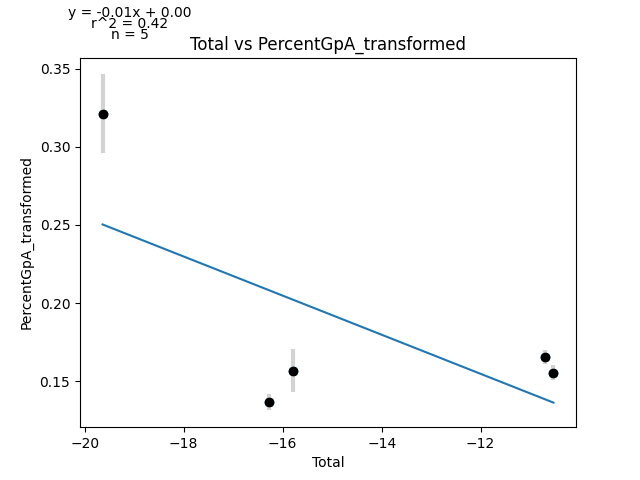 y = -0.01x + 0.00
r^2 = 0.42
n = 5
Total vs PercentGpA_transformed
PercentGpA_transformed
0.35
0.30
0.25
0.20
0.15
−20
−18
−16
−14
−12
Total